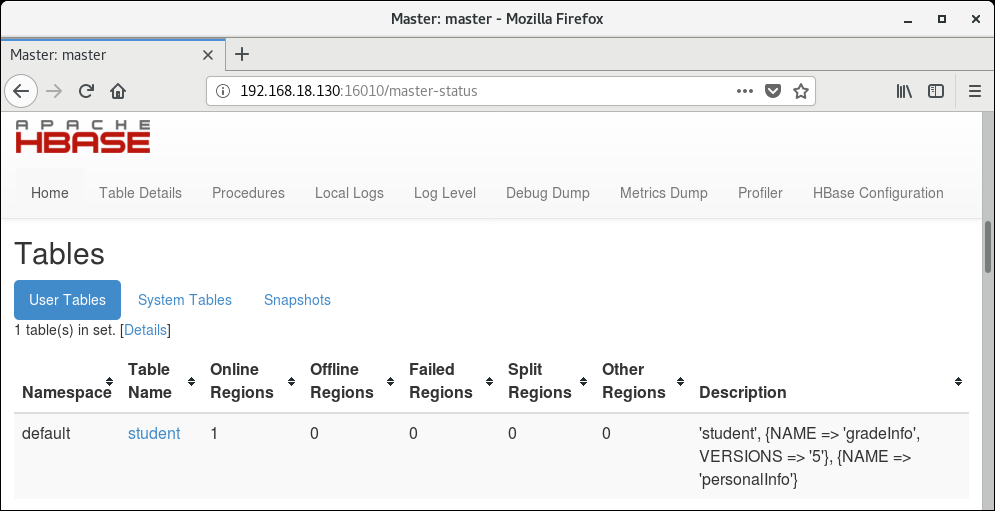 Master: master - Mozilla Firefox
Master: master
192.168.18.130:16010/master-status
APACHE
HBASE
Home Table Details Procedures Local Logs Log Level Debug Dump Metrics Dump Profiler HBase Configuration
Tables
User Tables System Tables Snapshots
1 table(s) in set. [Details]
Namespace Table Name Online Regions Offline Regions Failed Regions Split Regions Other Regions Description
default student 1 0 0 0 0 'student', {NAME => 'gradeInfo',
VERSIONS => '5'}, {NAME =>
'personalInfo'}